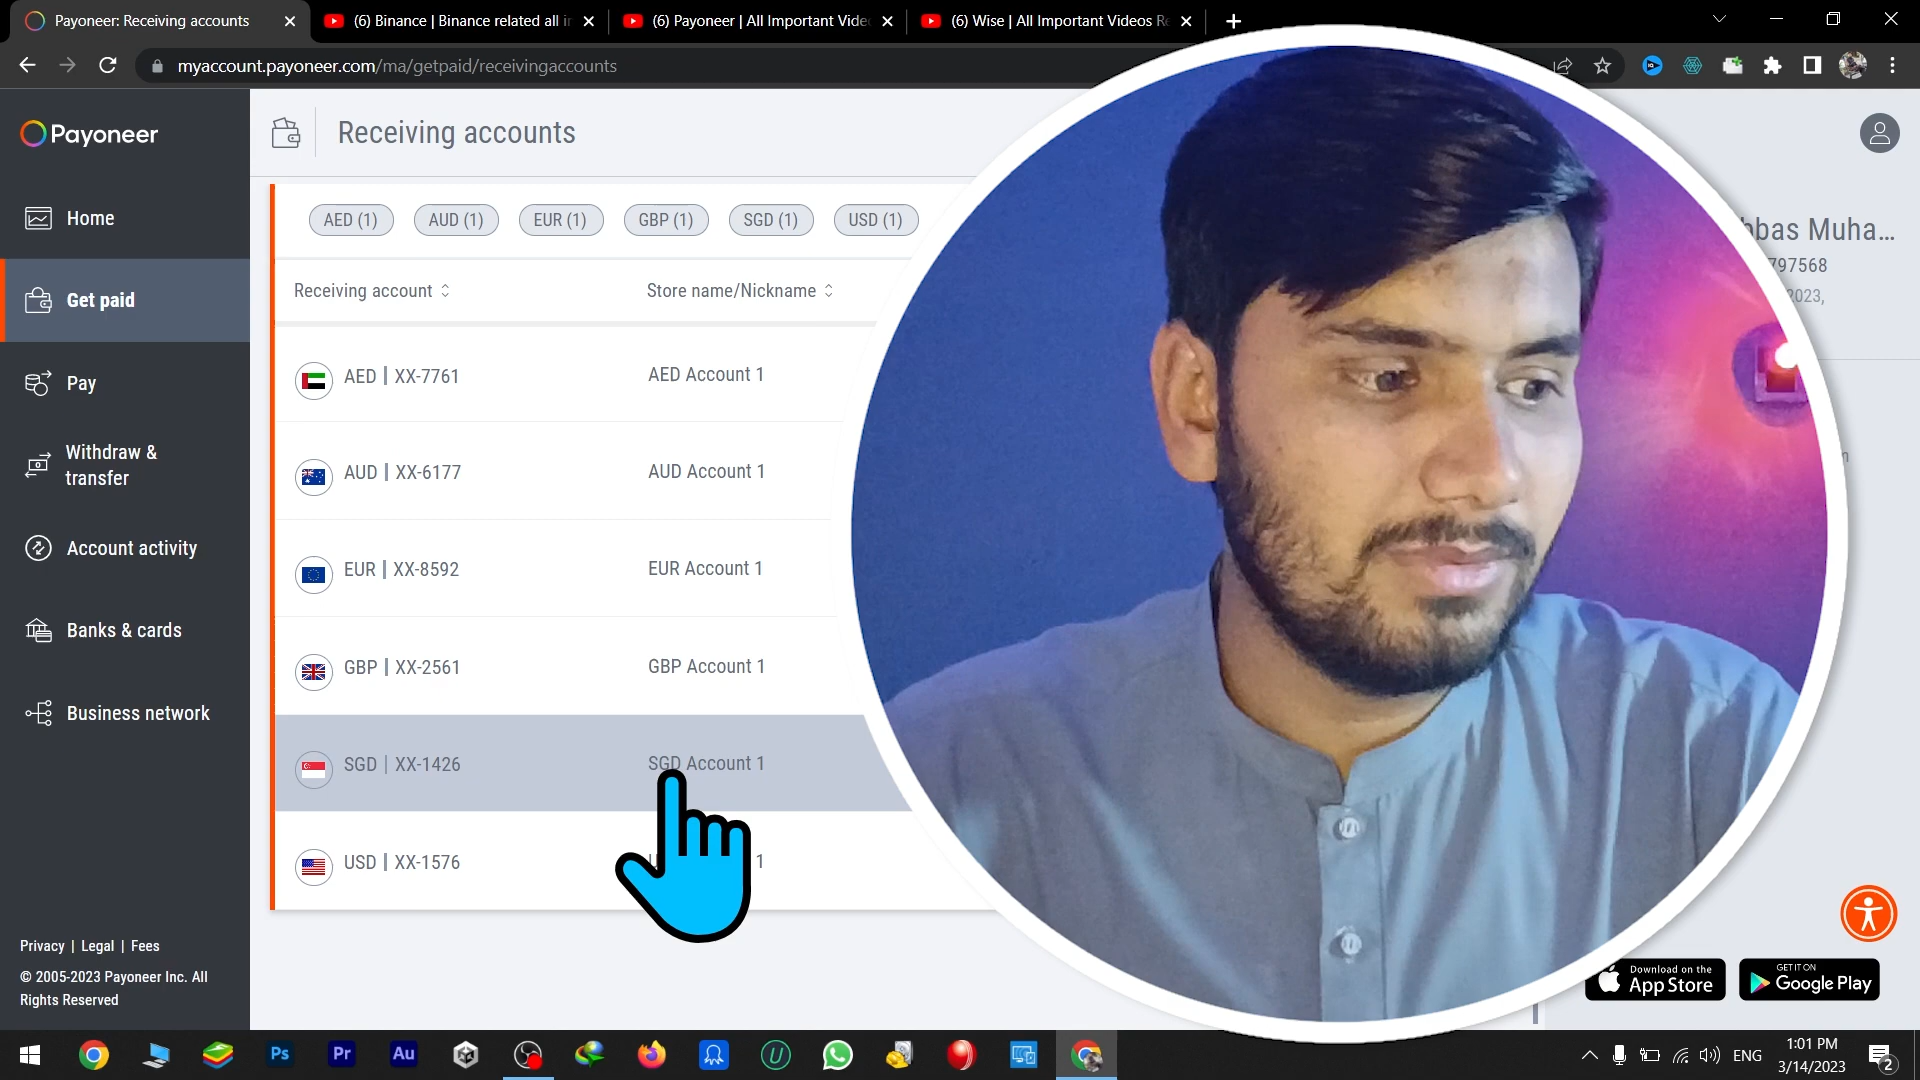 Payoneer: Receiving accounts
(6) Binance | Binance related all in
(6) Payoneer | All Important Video
(6) Wise | All Important Videos Re
myaccount.payoneer.com/ma/getpaid/receivingaccounts
Payoneer
Receiving accounts
Home
Get paid
Pay
Withdraw &
transfer
Account activity
Banks & cards
Business network
Privacy | Legal | Fees
© 2005-2023 Payoneer Inc. All
Rights Reserved
AED (1) AUD (1) EUR (1) GBP (1) SGD (1) USD (1)
Receiving account Store name/Nickname
AED | XX-7761 AED Account 1
AUD | XX-6177 AUD Account 1
EUR | XX-8592 EUR Account 1
GBP | XX-2561 GBP Account 1
SGD | XX-1426 SGD Account 1
USD | XX-1576 1
bbas Muha...
797568
2023,
Download on the
App Store
GET IT ON
Google Play
Ps Pr Au
ENG
1:01 PM
3/14/2023
2